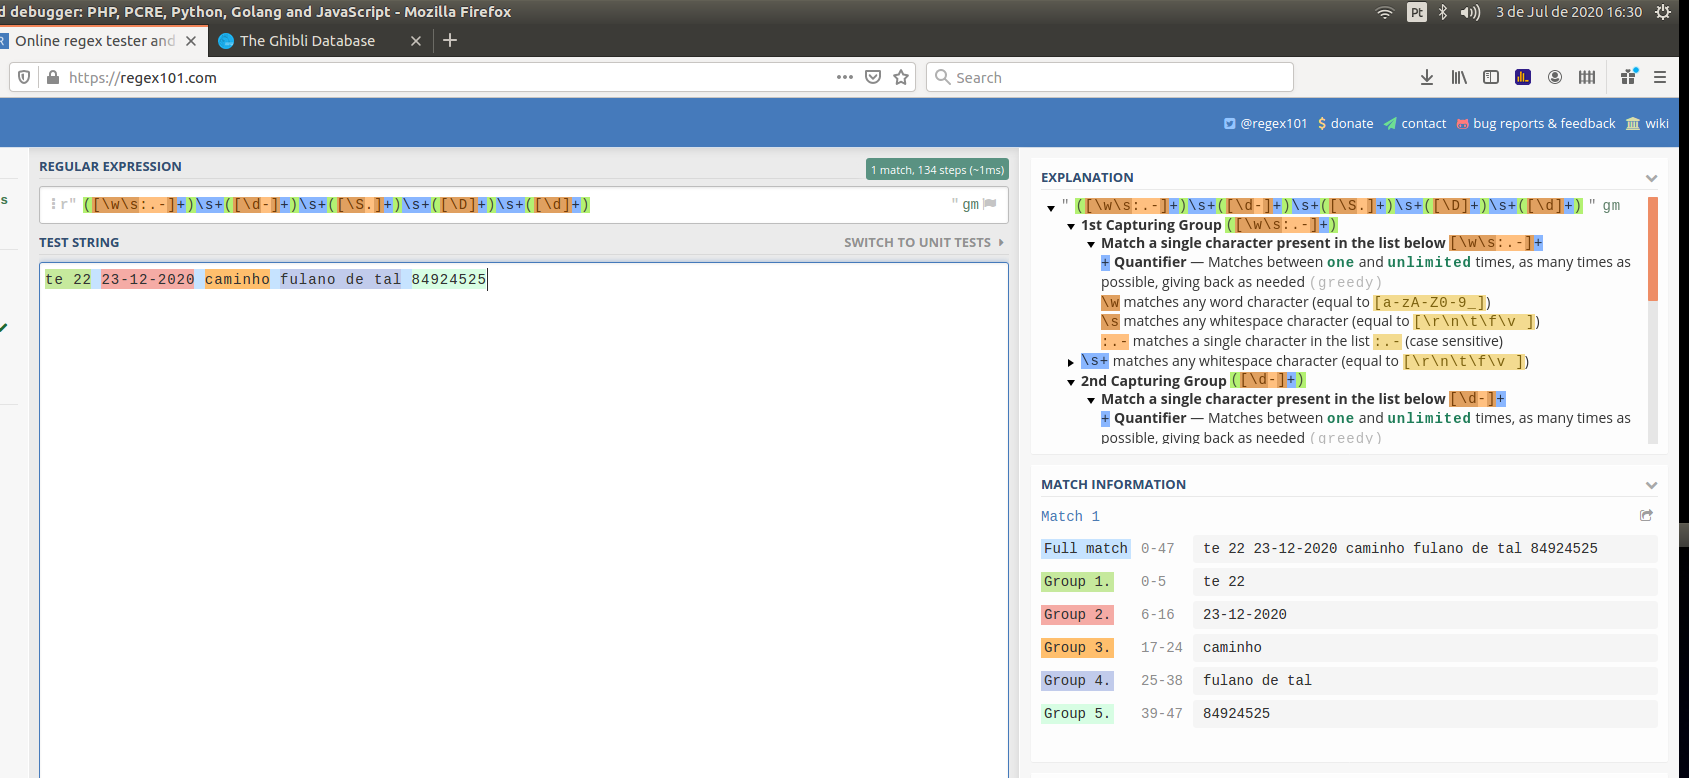 d debugger: PHP, PCRE, Python, Golang and JavaScript - Mozilla Firefox
Pt
3 de Jul de 2020 16:30
R Online regex tester and
The Ghibli Database
https://regex101.com
Search
@regex101 $ donate contact bug reports & feedback wiki
s
REGULAR EXPRESSION
1 match, 134 steps (~1ms)
r" ([\w\s:.-]+)\s+([\d-]+)\s+([\S.]+)\s+([\D]+)\s+([\d]+) " gm
TEST STRING
SWITCH TO UNIT TESTS
te 22 23-12-2020 caminho fulano de tal 84924525
EXPLANATION
" ([\w\s:.-]+)\s+([\d-]+)\s+([\S.]+)\s+([\D]+)\s+([\d]+) " gm
1st Capturing Group ([\w\s:.-]+)
Match a single character present in the list below [\w\s:.-]+
+ Quantifier — Matches between one and unlimited times, as many times as
possible, giving back as needed (greedy)
\w matches any word character (equal to [a-zA-Z0-9_])
\s matches any whitespace character (equal to [\r\n\t\f\v ])
:.- matches a single character in the list :.- (case sensitive)
\s+ matches any whitespace character (equal to [\r\n\t\f\v ])
2nd Capturing Group ([\d-]+)
Match a single character present in the list below [\d-]+
+ Quantifier — Matches between one and unlimited times, as many times as
possible, giving back as needed (greedy)
MATCH INFORMATION
Match 1
Full match 0-47 te 22 23-12-2020 caminho fulano de tal 84924525
Group 1. 0-5 te 22
Group 2. 6-16 23-12-2020
Group 3. 17-24 caminho
Group 4. 25-38 fulano de tal
Group 5. 39-47 84924525